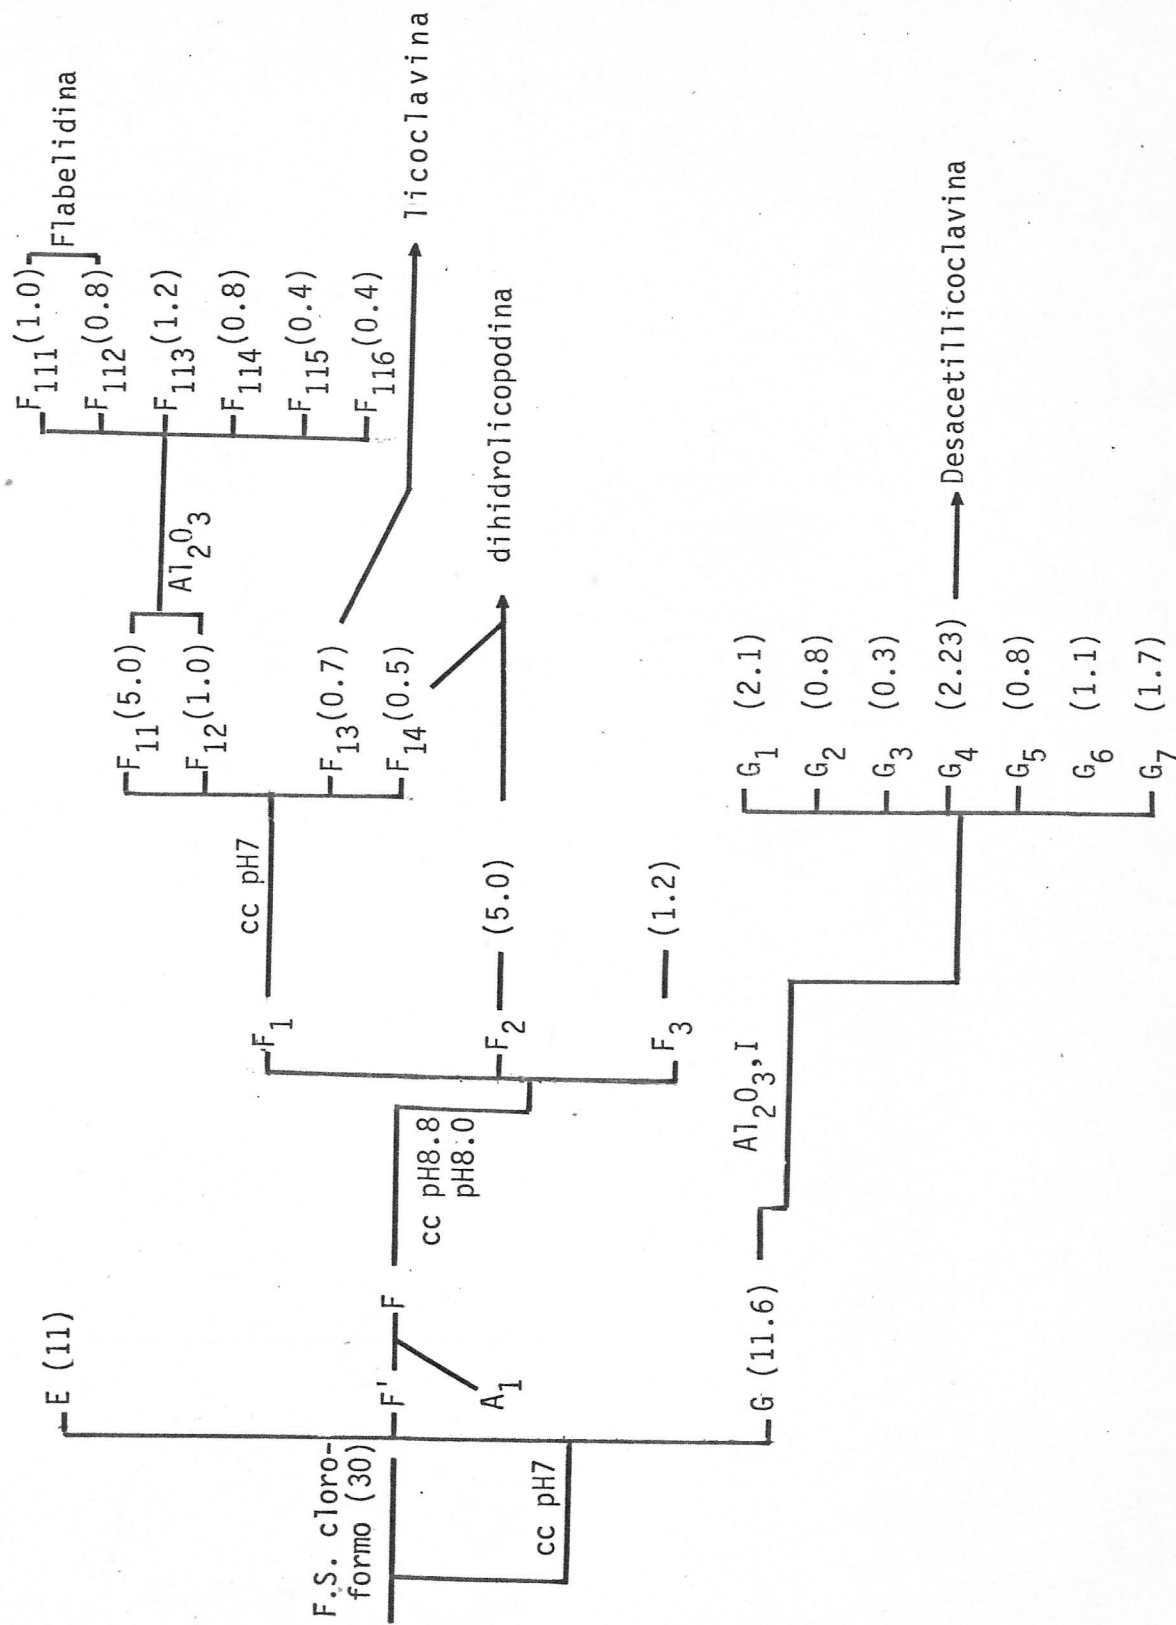 F.S. cloro-
formo (30)
cc pH7
E (11)
F'
F
A1
G (11.6)
cc pH8.8
pH8.0
F1
F2 (5.0)
F3 (1.2)
cc pH7
F11(5.0)
F12(1.0)
F13(0.7)
F14(0.5)
Al2O3
F111(1.0)
F112(0.8)
Flabelidina
F113(1.2)
F114(0.8)
F115(0.4)
F116(0.4)
licoclavina
dihidrolicopodina
Al2O3,I
G1 (2.1)
G2 (0.8)
G3 (0.3)
G4 (2.23)
Desacetillicoclavina
G5 (0.8)
G6 (1.1)
G7 (1.7)